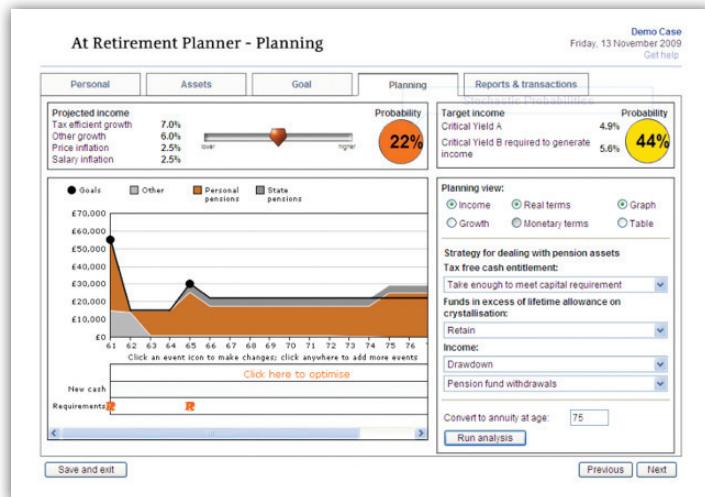 At Retirement Planner - Planning
Demo Case
Friday, 13 November 2009
Get help
Personal
Assets
Goal
Planning
Reports & transactions
Stochastic Probabilities
Projected income
Probability
Tax efficient growth 7.0%
Other growth 6.0%
Price inflation 2.5%
Salary inflation 2.5%
lower
higher
22%
Target income
Probability
Critical Yield A 4.9%
Critical Yield B required to generate
income 5.6%
44%
Goals
Other
Personal
pensions
State
pensions
£70,000
£60,000
£50,000
£40,000
£30,000
£20,000
£10,000
£0
61 62 63 64 65 66 67 68 69 70 71 72 73 74 75 76
Click an event icon to make changes; click anywhere to add more events
Click here to optimise
New cash
Requirements R R
Planning view:
Income Real terms Graph
Growth Monetary terms Table
Strategy for dealing with pension assets
Tax free cash entitlement:
Take enough to meet capital requirement
Funds in excess of lifetime allowance on
crystallisation:
Retain
Income:
Drawdown
Pension fund withdrawals
Convert to annuity at age: 75
Run analysis
Save and exit
Previous
Next